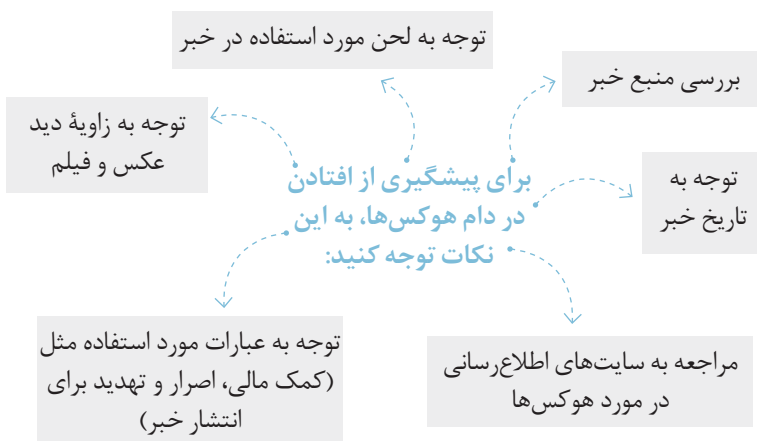 برای پیشگیری از افتادن
در دام هوکس‌ها، به این
نکات توجه کنید:
بررسی منبع خبر
توجه به
تاریخ خبر
مراجعه به سایت‌های اطلاع‌رسانی
در مورد هوکس‌ها
توجه به عبارات مورد استفاده مثل
(کمک مالی، اصرار و تهدید برای
انتشار خبر)
توجه به زاویۀ دید
عکس و فیلم
توجه به لحن مورد استفاده در خبر